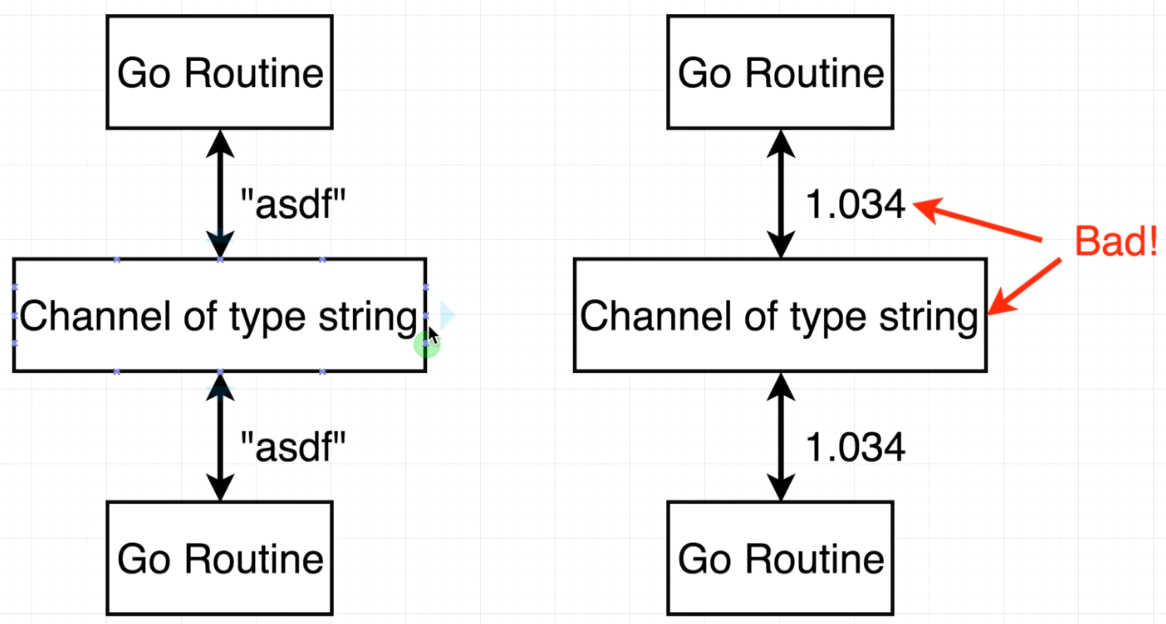 Go Routine
"asdf"
Channel of type string
"asdf"
Go Routine
Go Routine
1.034
Bad!
Channel of type string
1.034
Go Routine